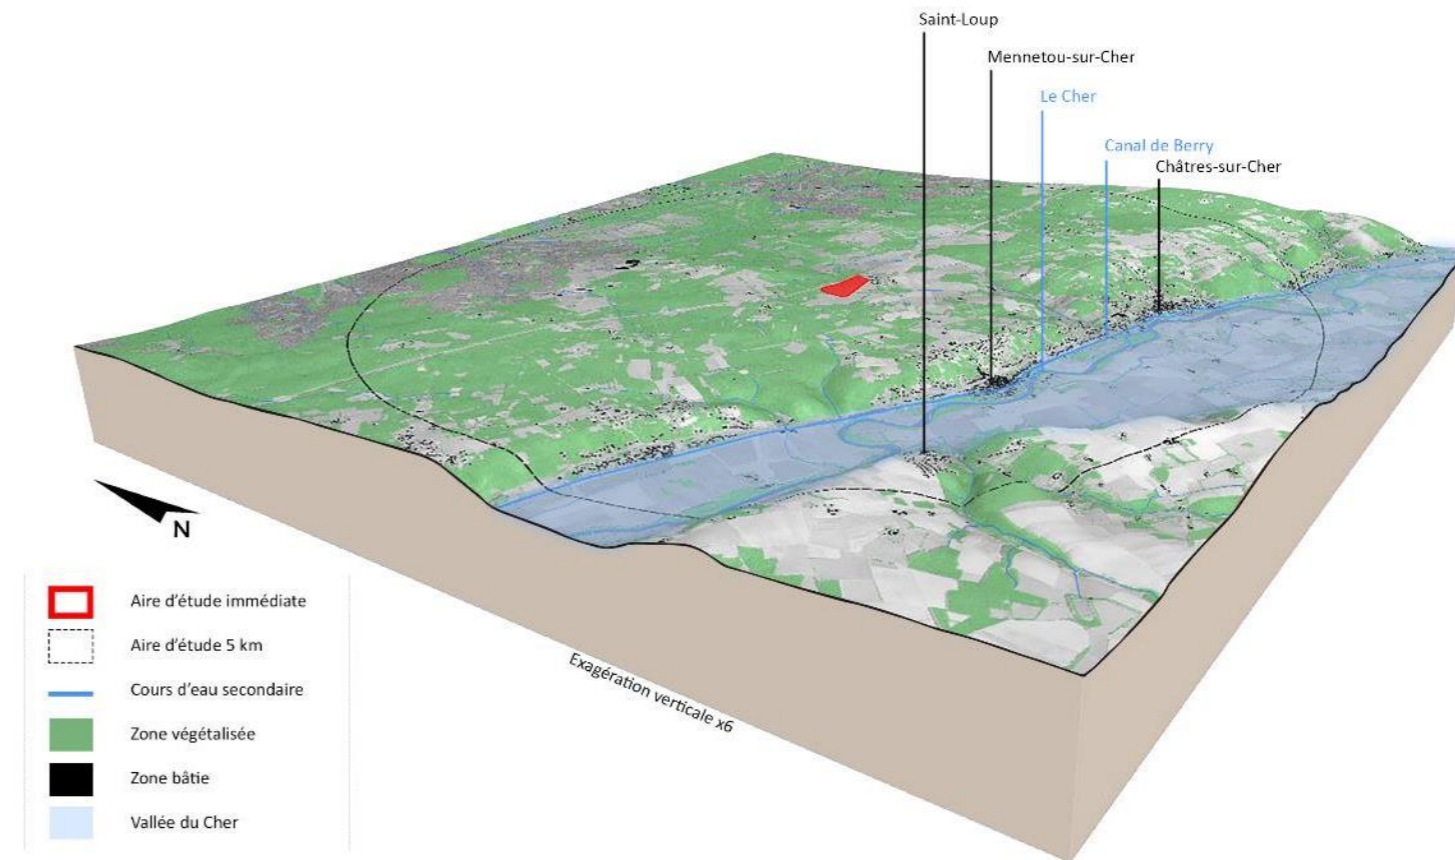 Saint-Loup
Mennetou-sur-Cher
Le Cher
Canal de Berry
Châtres-sur-Cher
N
Exagération verticale x6
Aire d'étude immédiate
Aire d'étude 5 km
Cours d'eau secondaire
Zone végétalisée
Zone bâtie
Vallée du Cher